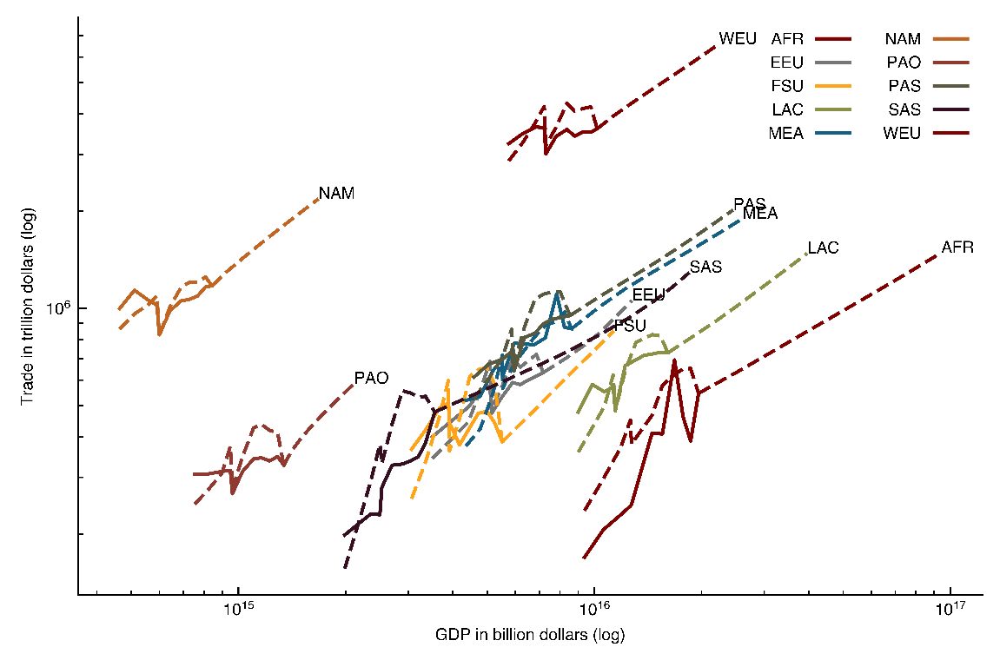 WEU
AFR
NAM
EEU
PAO
FSU
PAS
LAC
SAS
MEA
WEU
NAM
PAS
MEA
LAC
AFR
SAS
EEU
FSU
PAO
10^6
Trade in trillion dollars (log)
10^15
10^16
10^17
GDP in billion dollars (log)